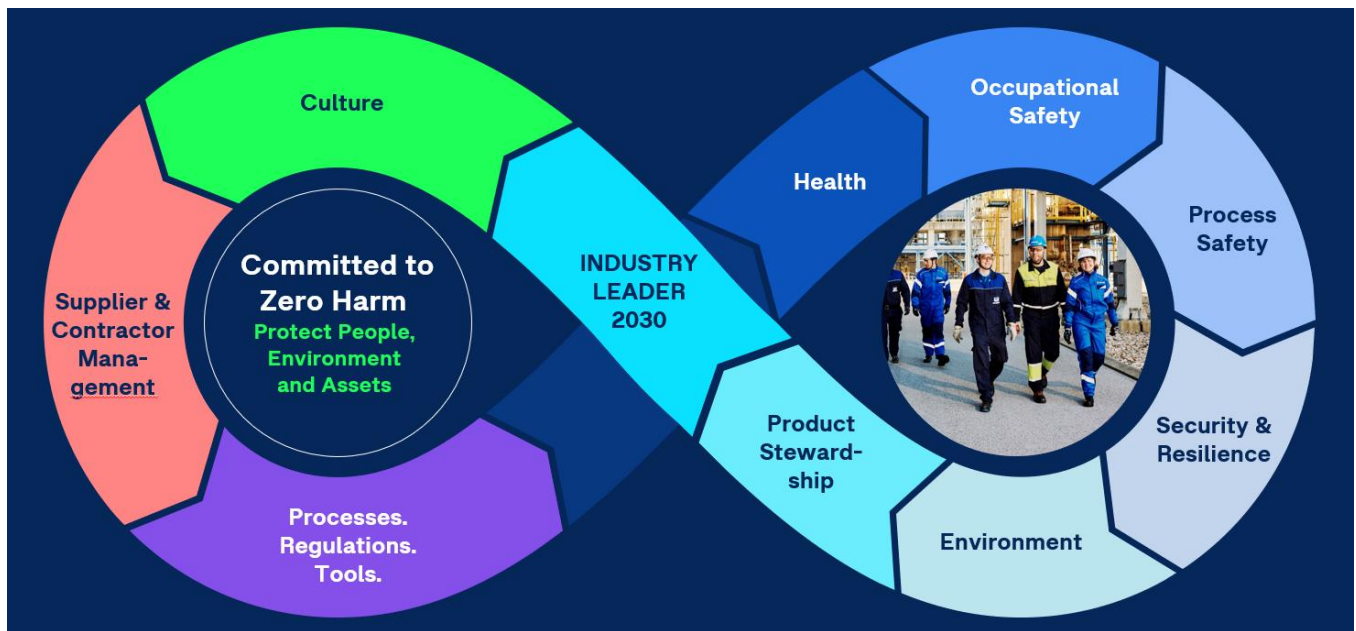 Culture
Committed to
Zero Harm
Protect People,
Environment
and Assets
Supplier &
Contractor
Mana-
gement
Processes.
Regulations.
Tools.
INDUSTRY
LEADER
2030
Health
Occupational
Safety
Process
Safety
Security &
Resilience
Environment
Product
Steward-
ship